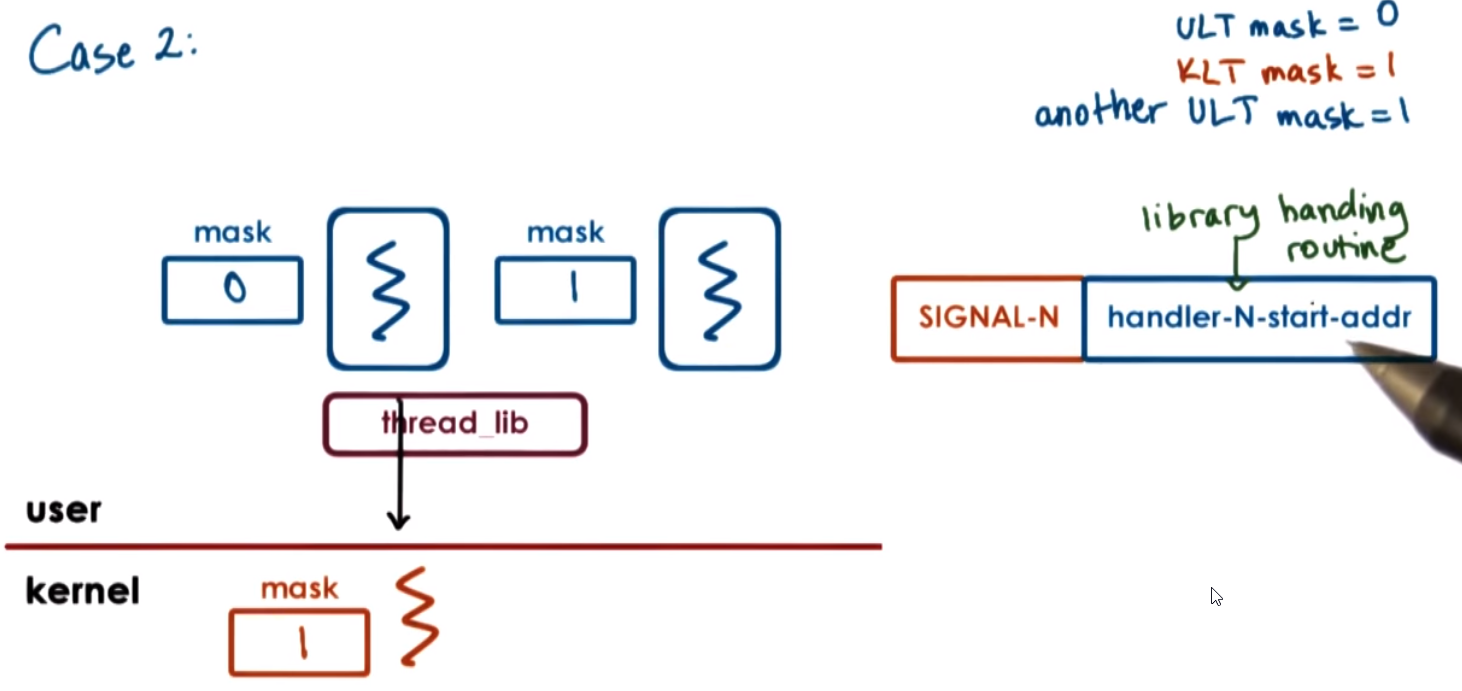 Case 2:
ULT mask = 0
KLT mask = 1
another ULT mask = 1
mask
0
mask
1
library handing
routine
SIGNAL-N
handler-N-start-addr
thread_lib
user
kernel
mask
1